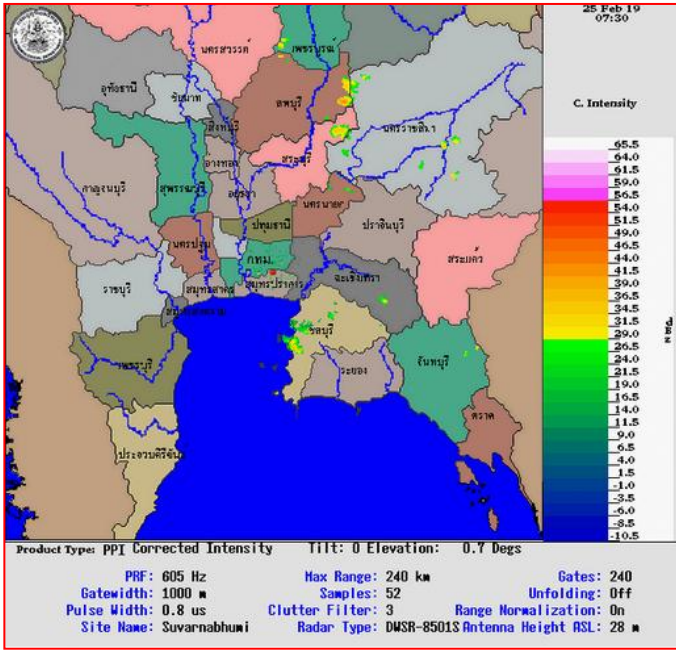 25 Feb 19
07:30
C. Intensity
นครสวรรค์
เพชรบูรณ์
อุทัยธานี
ชัยนาท
ลพบุรี
สิงห์บุรี
นครราชสีมา
อ่างทอง
สระบุรี
กาญจนบุรี
สุพรรณบุรี
อยุธยา
นครนายก
ปทุมธานี
ปราจีนบุรี
นครปฐม
กทม.
สระแก้ว
ราชบุรี
สมุทรสาคร
สมุทรปราการ
ฉะเชิงเทรา
ชลบุรี
เพชรบุรี
ระยอง
จันทบุรี
ตราด
ประจวบคีรีขันธ์
65.5
64.0
61.5
59.0
56.5
54.0
51.5
49.0
46.5
44.0
41.5
39.0
36.5
34.0
31.5
29.0
26.5
24.0
21.5
19.0
16.5
14.0
11.5
9.0
6.5
4.0
1.5
-1.0
-3.5
-6.0
-8.5
-10.5
Product Type: PPI Corrected Intensity Tilt: 0 Elevation: 0.7 Degs
PRF: 605 Hz Max Range: 240 km Gates: 240
Gatewidth: 1000 m Samples: 52 Unfolding: Off
Pulse Width: 0.8 us Clutter Filter: 3 Range Normalization: On
Site Name: Suvarnabhumi Radar Type: DWSR-8501S Antenna Height ASL: 28 m